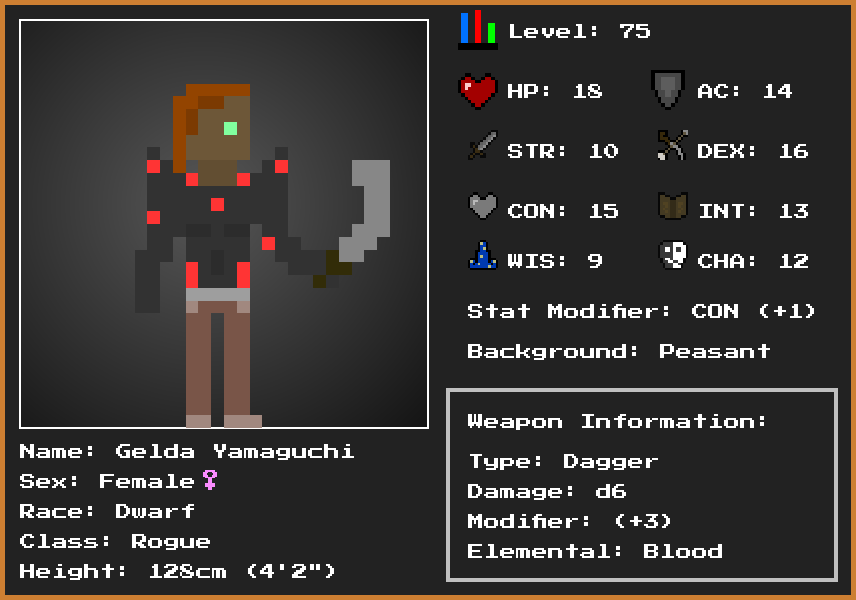 Level: 75
HP: 18
AC: 14
STR: 10
DEX: 16
CON: 15
INT: 13
WIS: 9
CHA: 12
Stat Modifier: CON (+1)
Background: Peasant
Weapon Information:
Type: Dagger
Damage: d6
Modifier: (+3)
Elemental: Blood
Name: Gelda Yamaguchi
Sex: Female♀
Race: Dwarf
Class: Rogue
Height: 128cm (4'2")